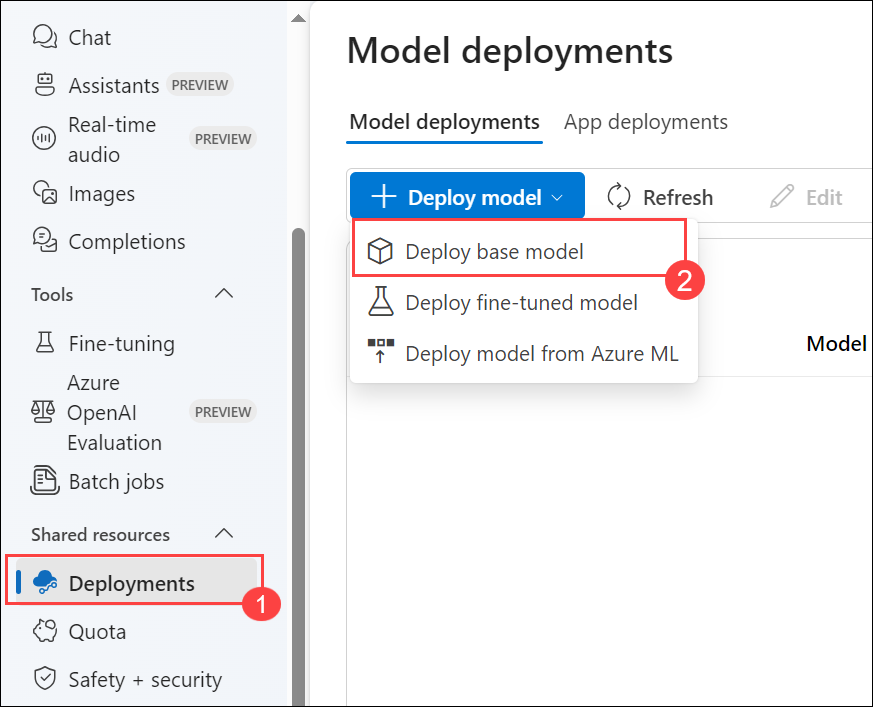 Chat
Assistants PREVIEW
Real-time
audio
PREVIEW
Images
Completions
Tools
Fine-tuning
Azure
OpenAI
Evaluation
PREVIEW
Batch jobs
Shared resources
Deployments
1
Quota
Safety + security
Model deployments
Model deployments App deployments
Deploy model Refresh Edit
Deploy base model
2
Deploy fine-tuned model
Deploy model from Azure ML
Model